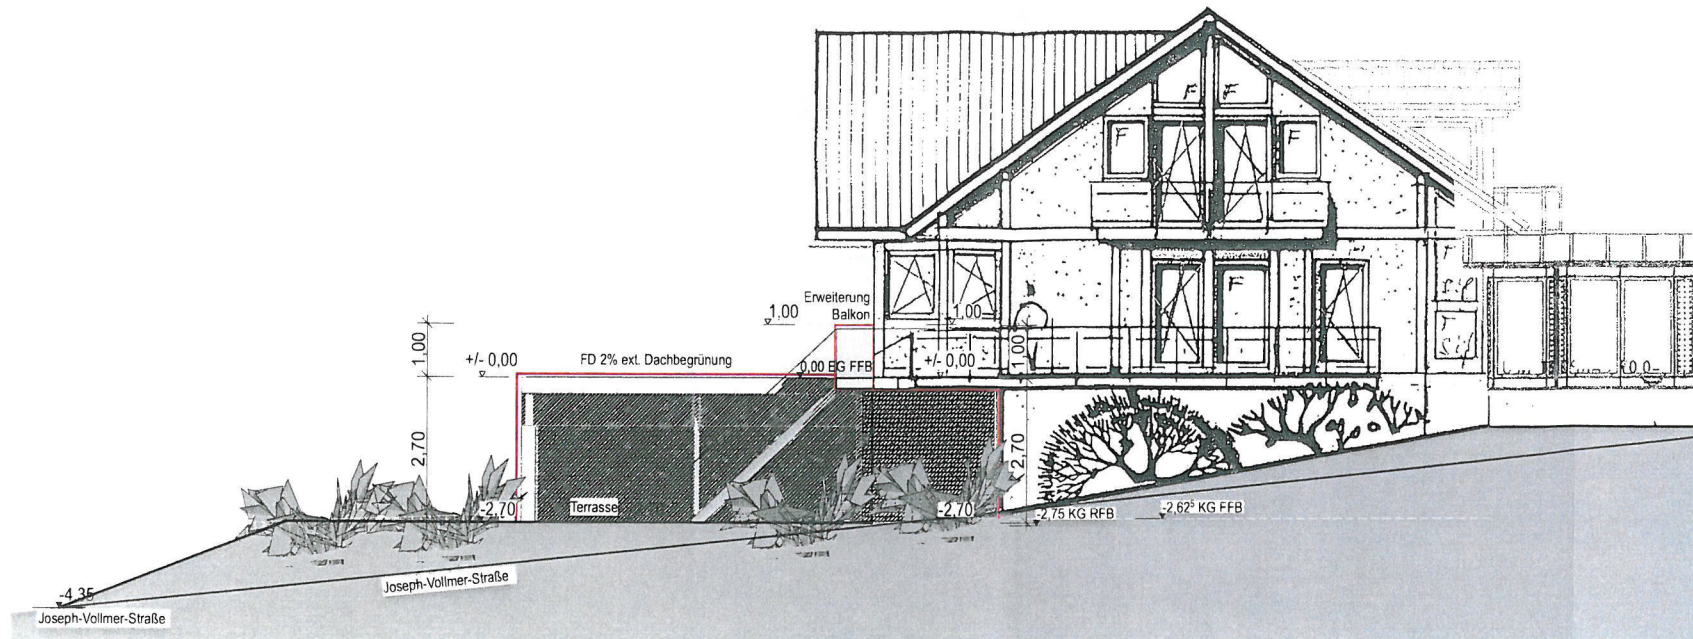 F F
F F
Erweiterung
Balkon
1,00
1,00
F
1,00
+/- 0,00
FD 2% ext. Dachbegrünung
0,00 EG FFB
+/- 0,00
1,00
2,70
2,70
-2,70
Terrasse
-2,70
-2,75 KG RFB
-2,62⁵ KG FFB
Joseph-Vollmer-Straße
-4,35
Joseph-Vollmer-Straße